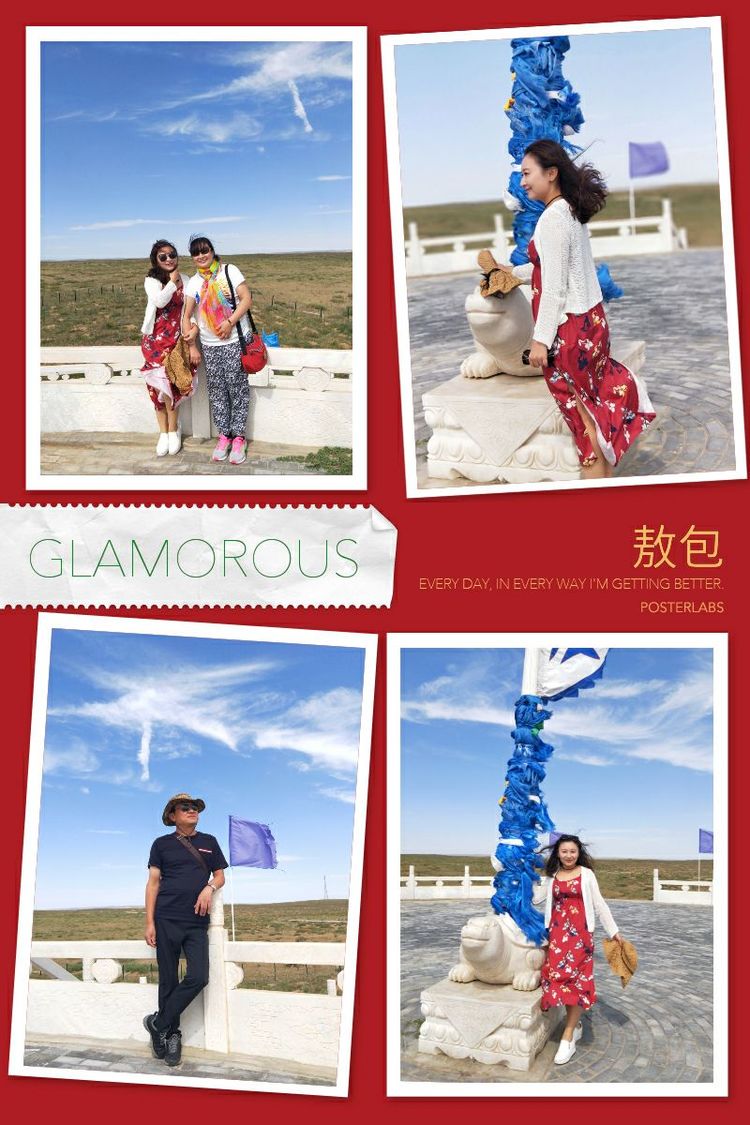 GLAMOROUS
敖包
EVERY DAY, IN EVERY WAY I'M GETTING BETTER.
POSTERLABS